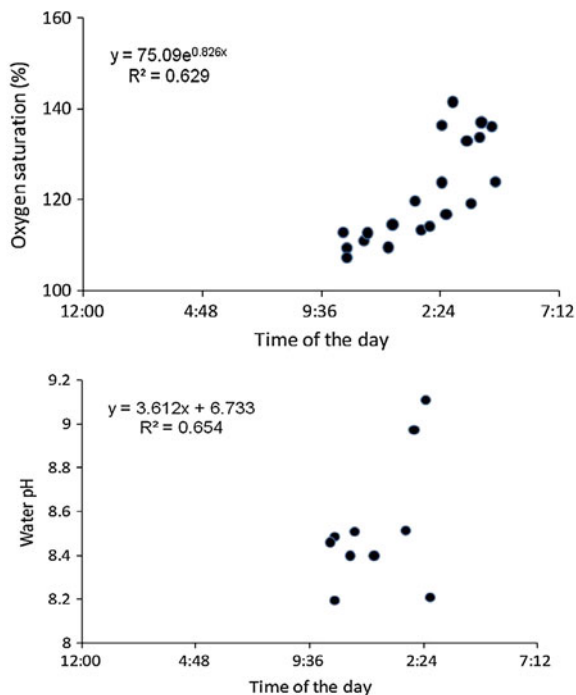 160
y = 75.09e^0.826x
R² = 0.629
140
120
100
Oxygen saturation (%)
12:00 4:48 9:36 2:24 7:12
Time of the day
9.2
y = 3.612x + 6.733
9
R² = 0.654
8.8
8.6
8.4
8.2
8
Water pH
12:00 4:48 9:36 2:24 7:12
Time of the day